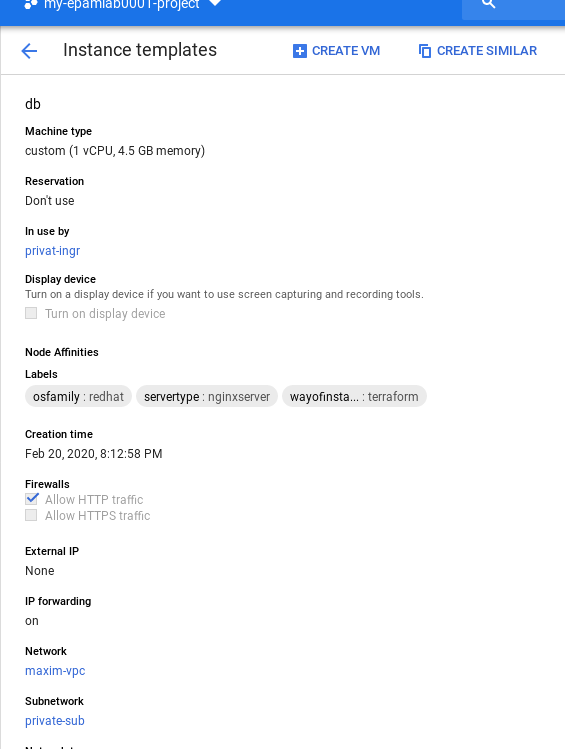 my-epamlab0001-project
Instance templates
CREATE VM
CREATE SIMILAR
db
Machine type
custom (1 vCPU, 4.5 GB memory)
Reservation
Don't use
In use by
privat-ingr
Display device
Turn on a display device if you want to use screen capturing and recording tools.
Turn on display device
Node Affinities
Labels
osfamily : redhat servertype : nginxserver wayofinsta... : terraform
Creation time
Feb 20, 2020, 8:12:58 PM
Firewalls
Allow HTTP traffic
Allow HTTPS traffic
External IP
None
IP forwarding
on
Network
maxim-vpc
Subnetwork
private-sub